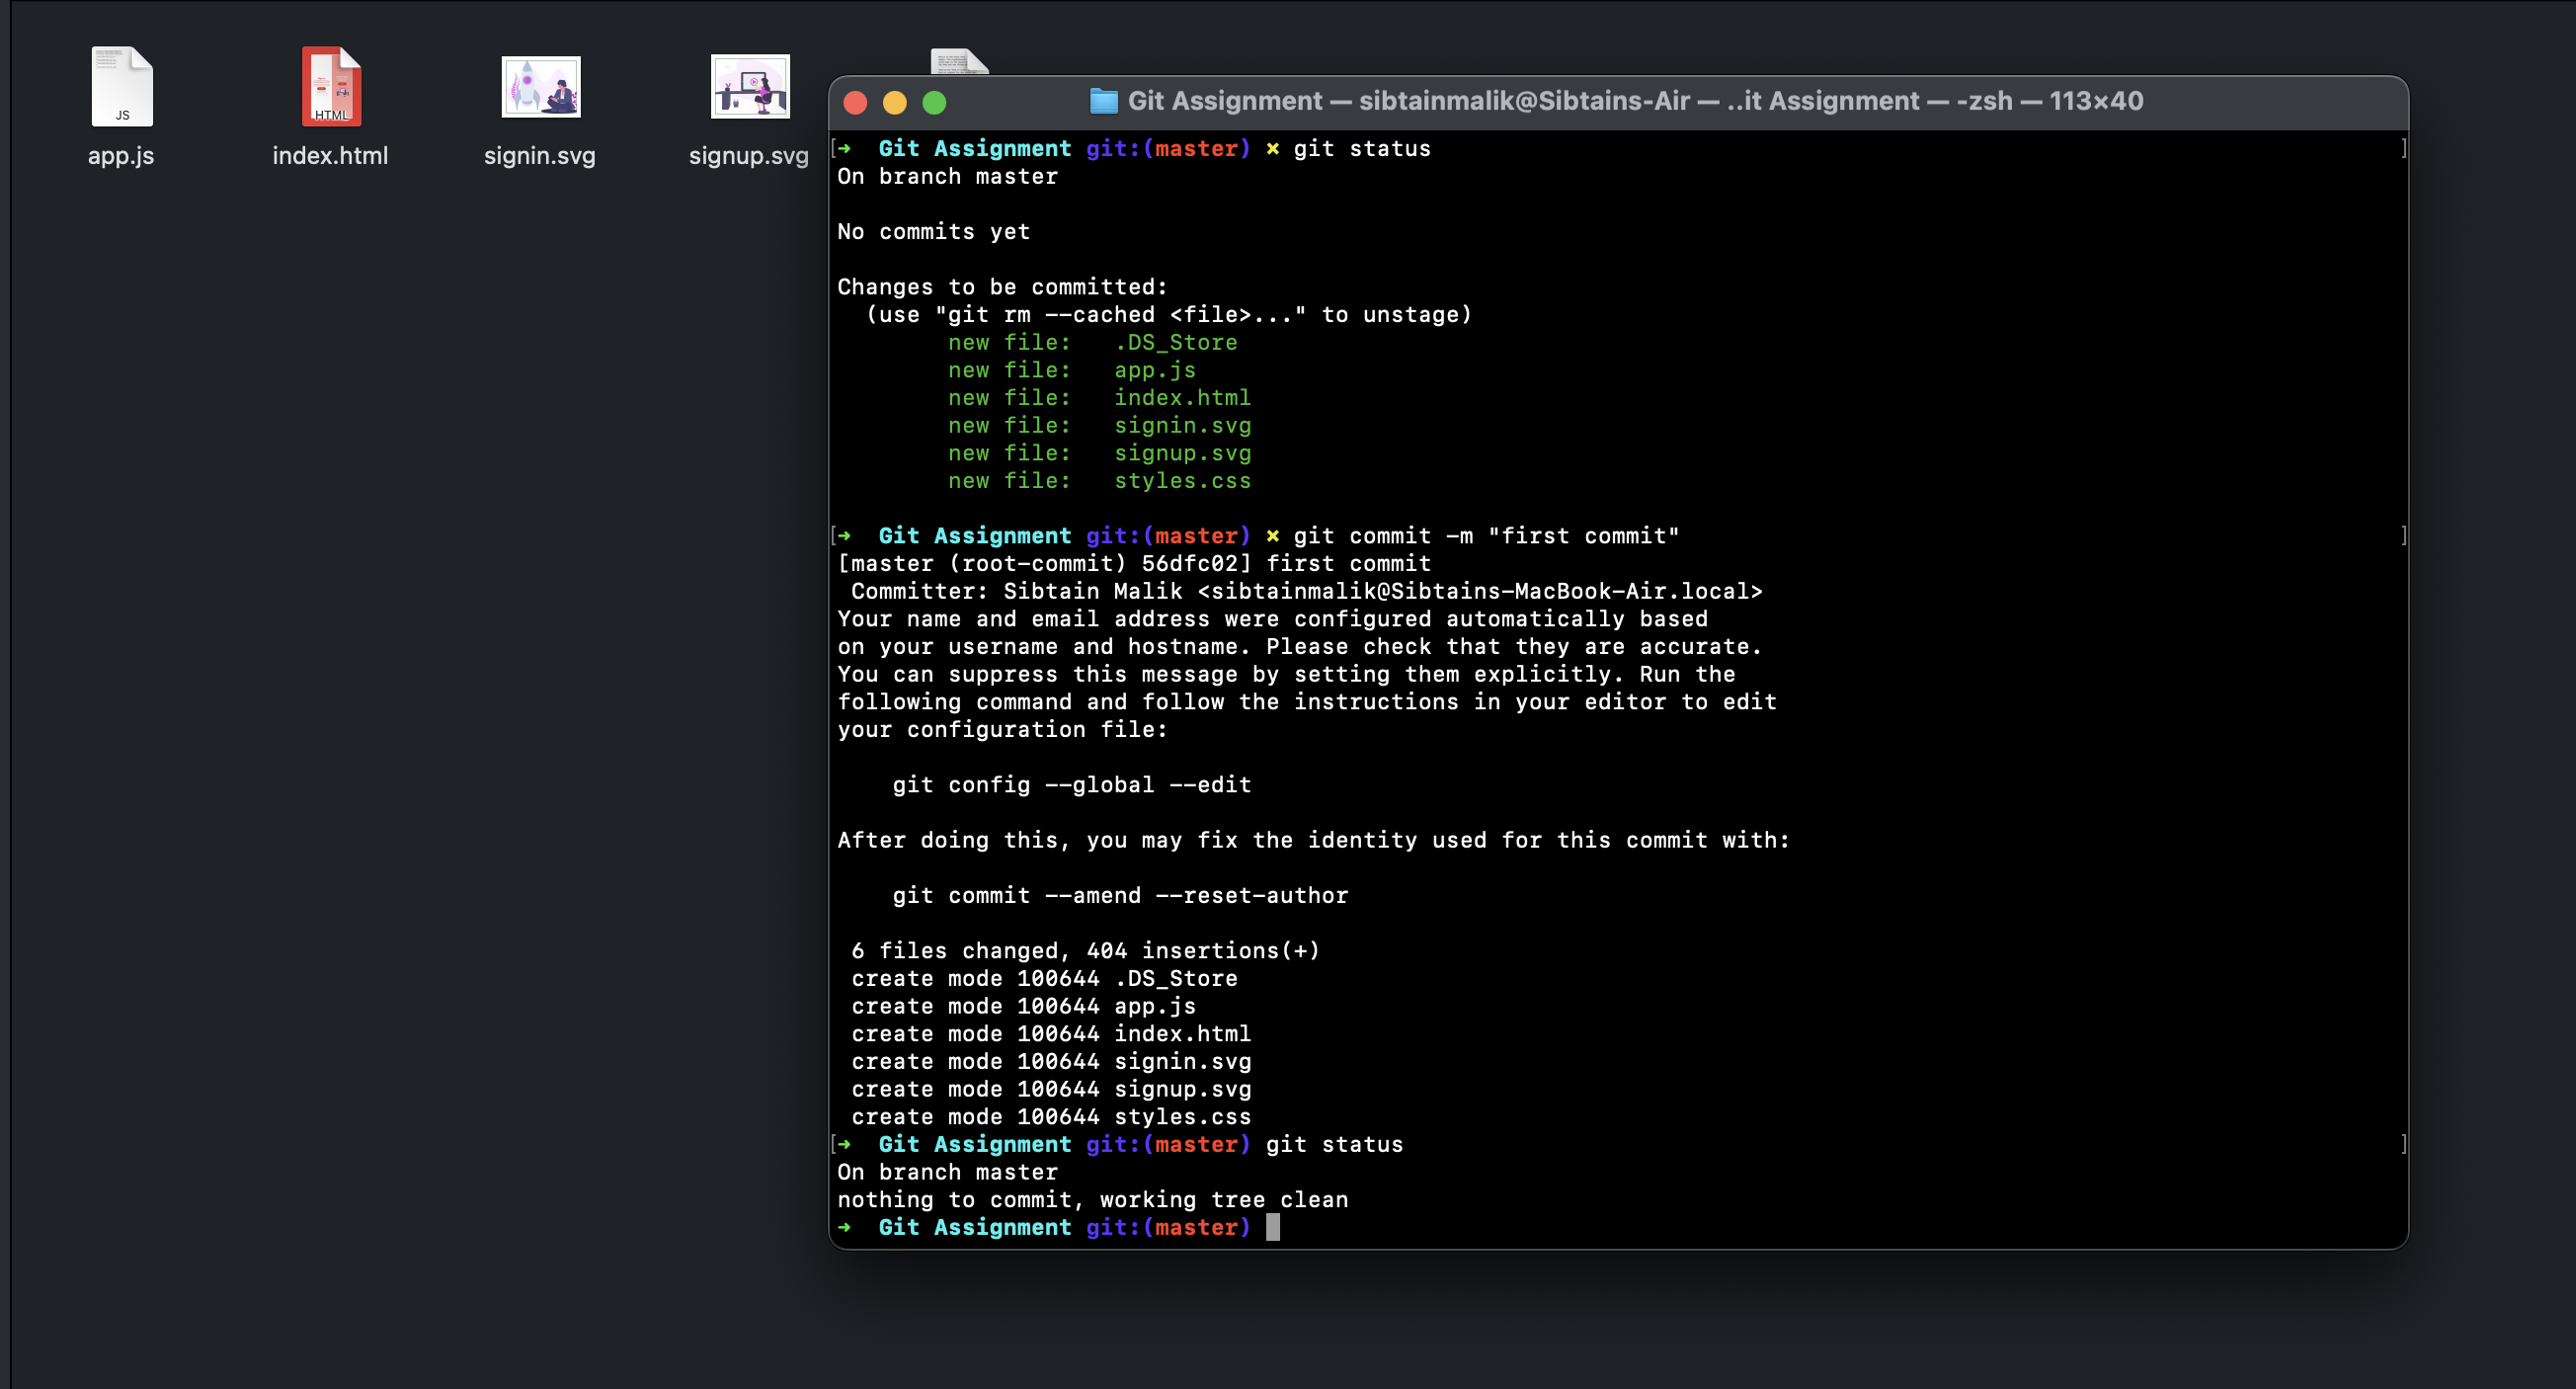 JS
HTML
app.js
index.html
signin.svg
signup.svg
Git Assignment — sibtainmalik@Sibtains-Air — ..it Assignment — -zsh — 113×40
[➜  Git Assignment git:(master) ✗ git status ]
On branch master
No commits yet
Changes to be committed:
  (use "git rm --cached <file>..." to unstage)
        new file:   .DS_Store
        new file:   app.js
        new file:   index.html
        new file:   signin.svg
        new file:   signup.svg
        new file:   styles.css
[➜  Git Assignment git:(master) ✗ git commit -m "first commit" ]
[master (root-commit) 56dfc02] first commit
 Committer: Sibtain Malik <sibtainmalik@Sibtains-MacBook-Air.local>
Your name and email address were configured automatically based
on your username and hostname. Please check that they are accurate.
You can suppress this message by setting them explicitly. Run the
following command and follow the instructions in your editor to edit
your configuration file:
    git config --global --edit
After doing this, you may fix the identity used for this commit with:
    git commit --amend --reset-author
 6 files changed, 404 insertions(+)
 create mode 100644 .DS_Store
 create mode 100644 app.js
 create mode 100644 index.html
 create mode 100644 signin.svg
 create mode 100644 signup.svg
 create mode 100644 styles.css
[➜  Git Assignment git:(master) git status ]
On branch master
nothing to commit, working tree clean
➜  Git Assignment git:(master)